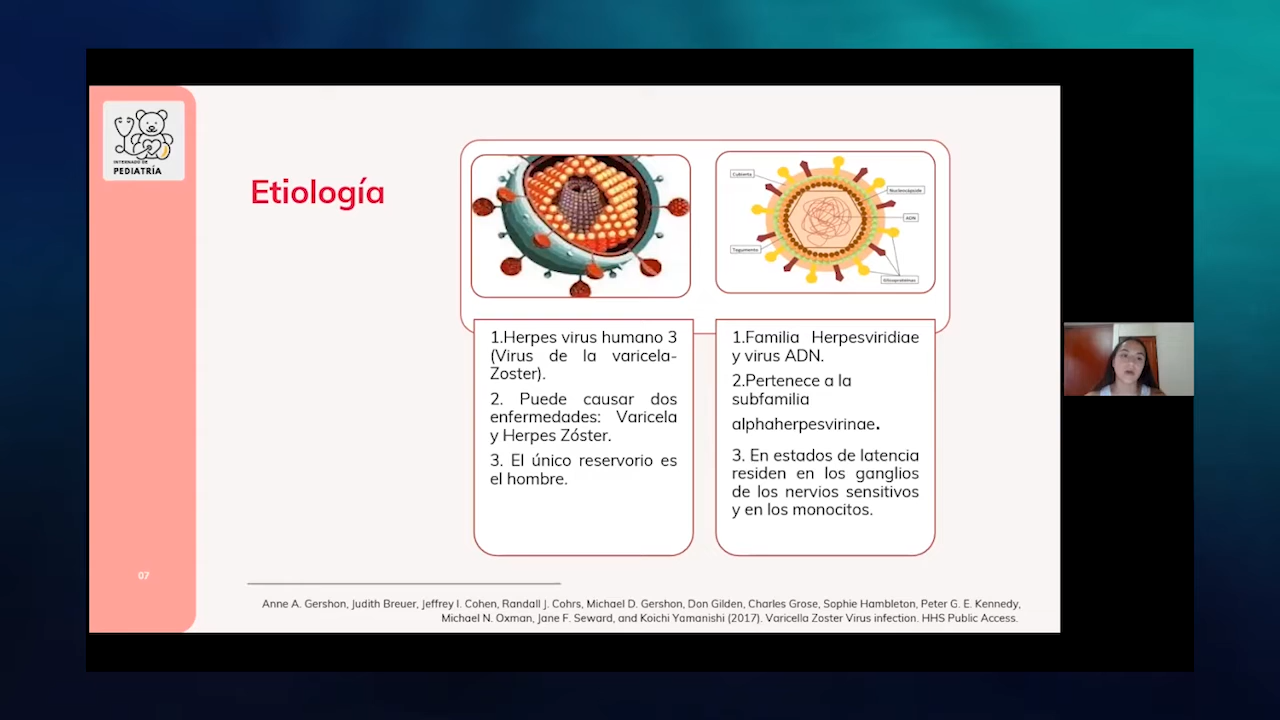 INTERNADO DE
PEDIATRÍA
Etiología
Cubierta
Nucleocápside
ADN
Tegumento
Glicoproteínas
1.Herpes virus humano 3
(Virus de la varicela-
Zoster).
2. Puede causar dos
enfermedades: Varicela
y Herpes Zóster.
3. El único reservorio es
el hombre.
1.Familia Herpesviridiae
y virus ADN.
2.Pertenece a la
subfamilia
alphaherpesvirinae.
3. En estados de latencia
residen en los ganglios
de los nervios sensitivos
y en los monocitos.
07
Anne A. Gershon, Judith Breuer, Jeffrey I. Cohen, Randall J. Cohrs, Michael D. Gershon, Don Gilden, Charles Grose, Sophie Hambleton, Peter G. E. Kennedy,
Michael N. Oxman, Jane F. Seward, and Koichi Yamanishi (2017). Varicella Zoster Virus infection. HHS Public Access.